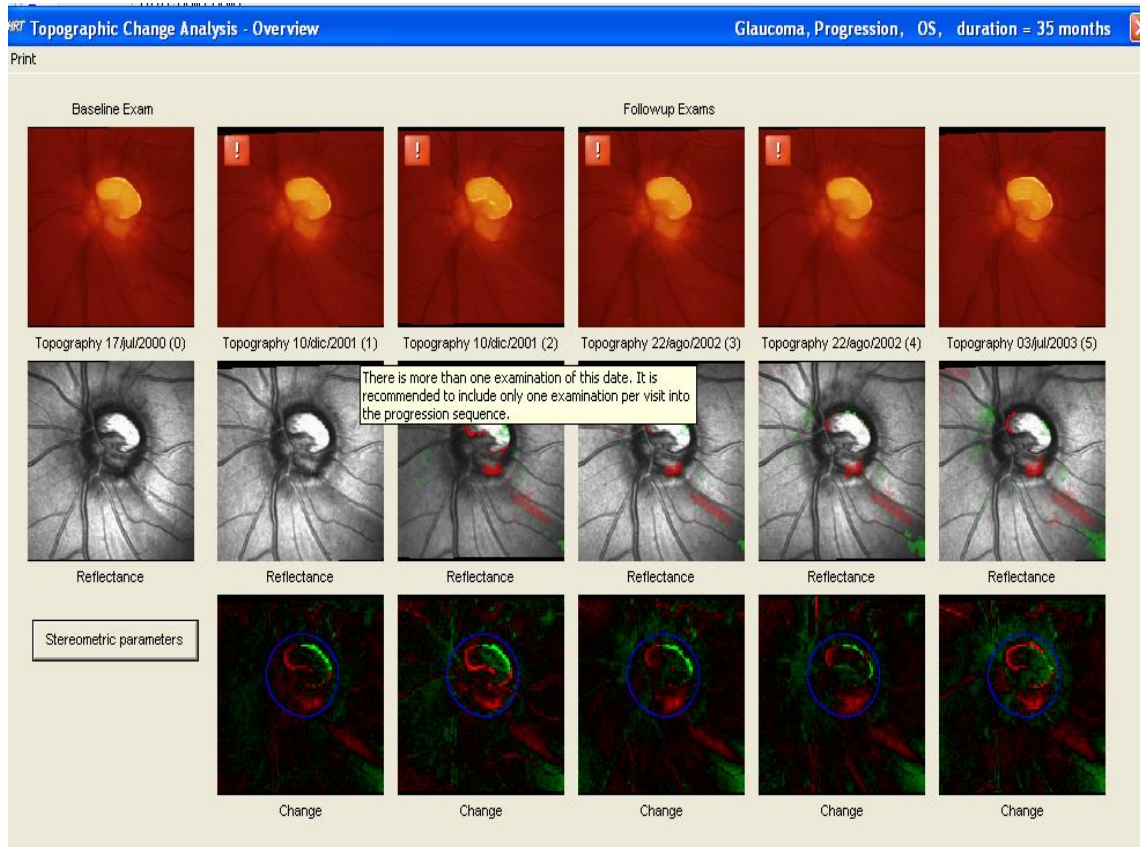 HRT Topographic Change Analysis - Overview Glaucoma, Progression, OS, duration = 35 months
Print
Baseline Exam Followup Exams
! ! ! !
Topography 17/jul/2000 (0) Topography 10/dic/2001 (1) Topography 10/dic/2001 (2) Topography 22/ago/2002 (3) Topography 22/ago/2002 (4) Topography 03/jul/2003 (5)
There is more than one examination of this date. It is
recommended to include only one examination per visit into
the progression sequence.
Reflectance Reflectance Reflectance Reflectance Reflectance Reflectance
Stereometric parameters
Change Change Change Change Change